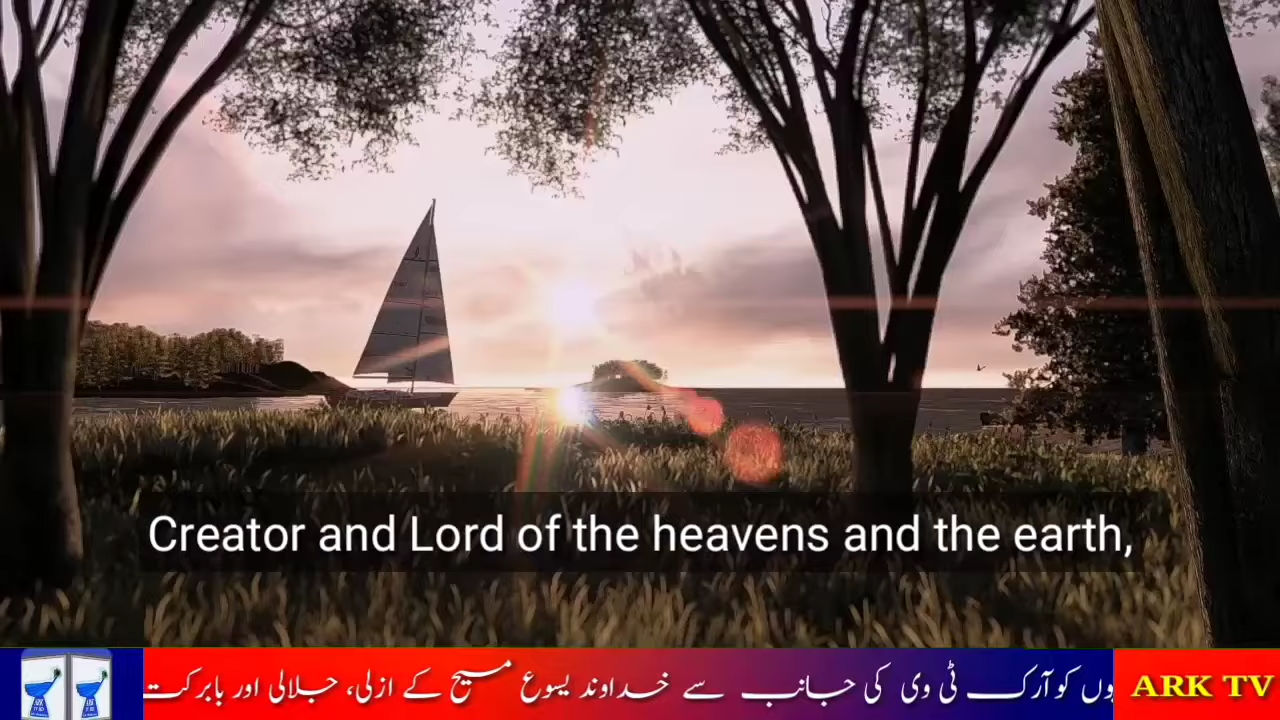 Creator and Lord of the heavens and the earth,
کو آرک ٹی وی کی جانب سے خداوند یسوع مسیح کے ازلی، جلالی اور بابرکت
ARK TV